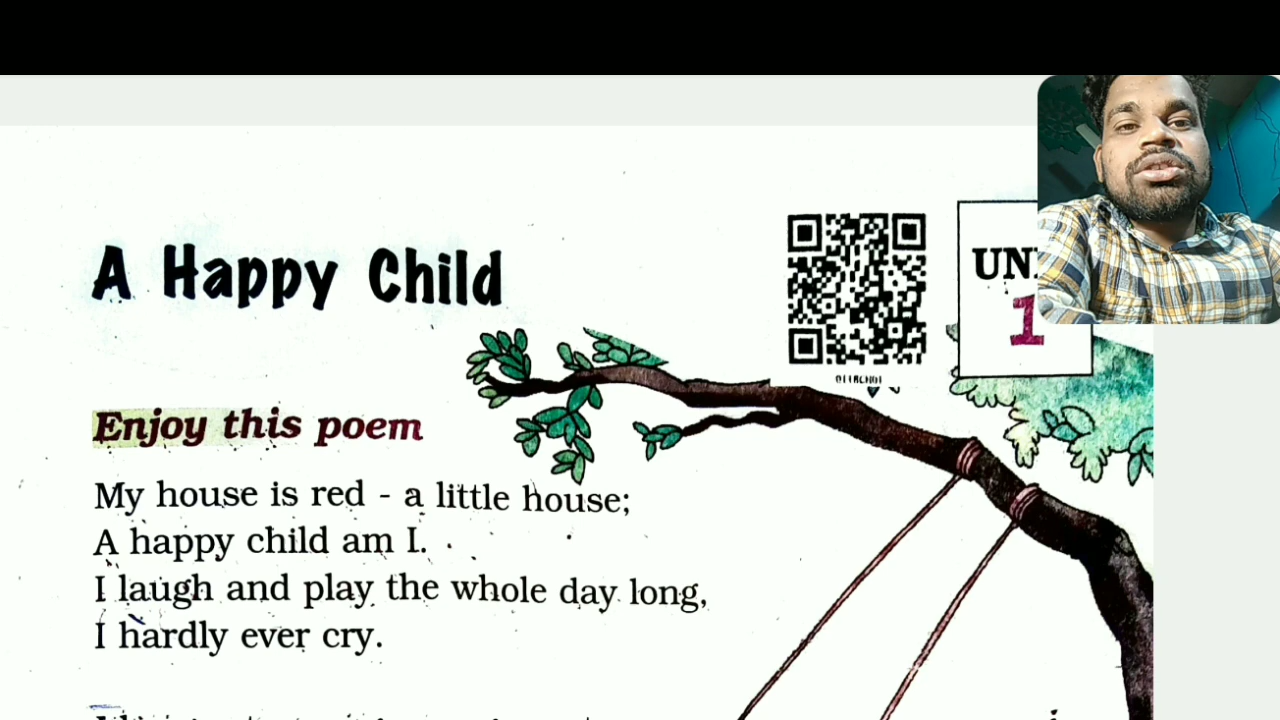 A Happy Child
UN
1
Enjoy this poem
My house is red - a little house;
A happy child am I.
I laugh and play the whole day long,
I hardly ever cry.